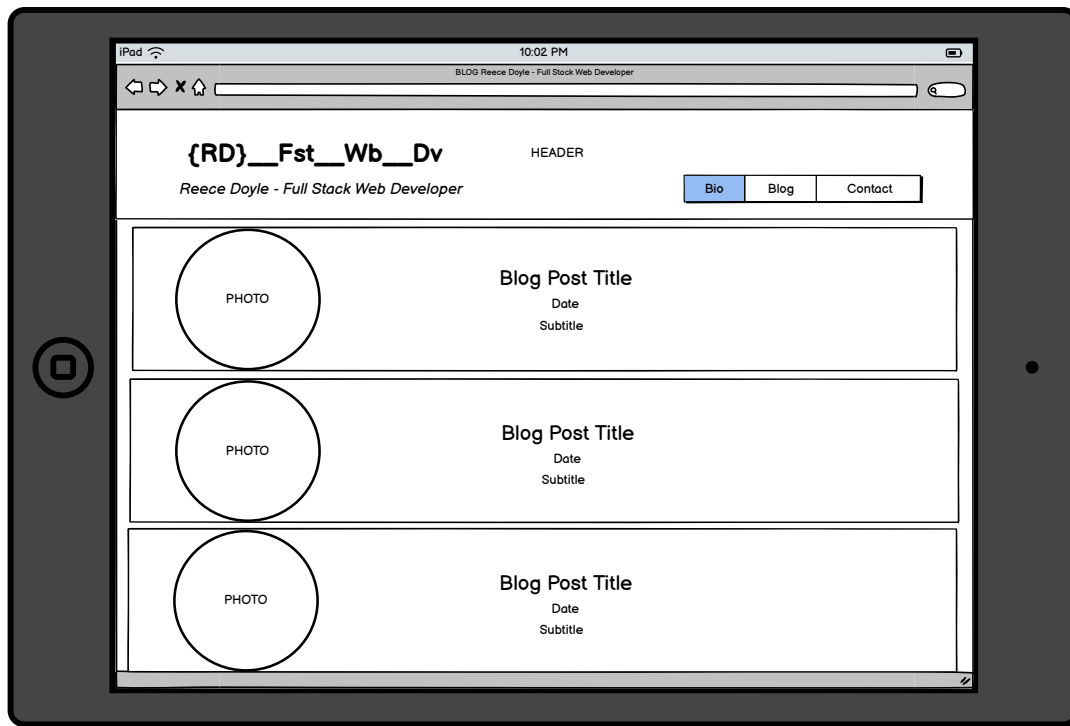 iPad 10:02 PM
BLOG Reece Doyle - Full Stack Web Developer
{RD}__Fst__Wb__Dv
HEADER
Reece Doyle - Full Stack Web Developer
Bio Blog Contact
PHOTO
Blog Post Title
Date
Subtitle
PHOTO
Blog Post Title
Date
Subtitle
PHOTO
Blog Post Title
Date
Subtitle